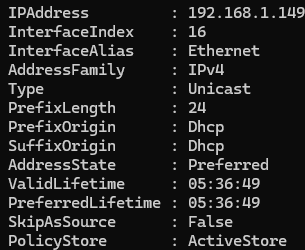 IPAddress         : 192.168.1.149
InterfaceIndex    : 16
InterfaceAlias    : Ethernet
AddressFamily     : IPv4
Type              : Unicast
PrefixLength      : 24
PrefixOrigin      : Dhcp
SuffixOrigin      : Dhcp
AddressState      : Preferred
ValidLifetime     : 05:36:49
PreferredLifetime : 05:36:49
SkipAsSource      : False
PolicyStore       : ActiveStore